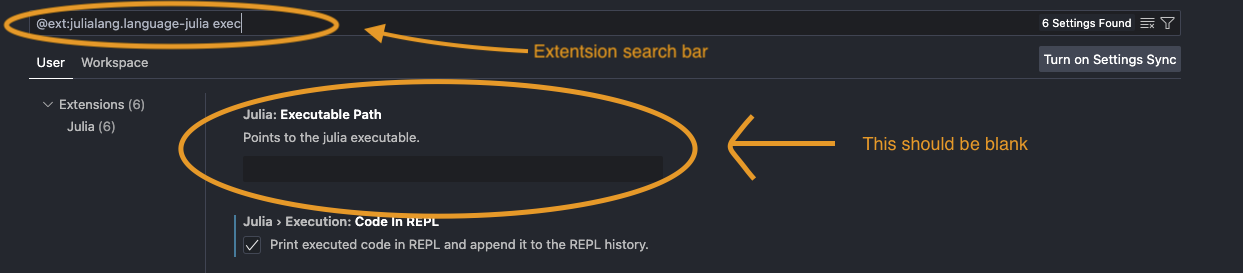 @ext:julialang.language-julia exec
6 Settings Found
Extentsion search bar
User Workspace
Turn on Settings Sync
Extensions (6)
Julia (6)
Julia: Executable Path
Points to the julia executable.
This should be blank
Julia › Execution: Code In REPL
Print executed code in REPL and append it to the REPL history.